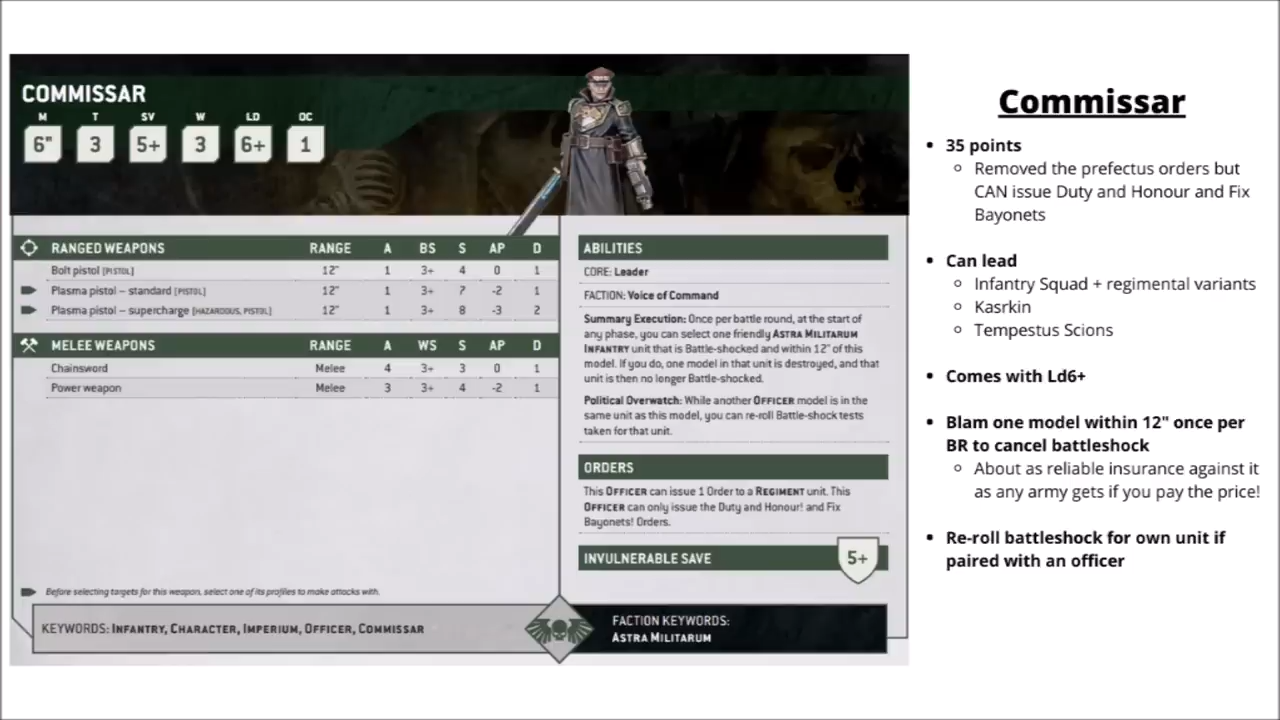 COMMISSAR
M T SV W LD OC
6" 3 5+ 3 6+ 1
RANGED WEAPONS RANGE A BS S AP D
Bolt pistol [PISTOL] 12" 1 3+ 4 0 1
Plasma pistol – standard [PISTOL] 12" 1 3+ 7 -2 1
Plasma pistol – supercharge [HAZARDOUS, PISTOL] 12" 1 3+ 8 -3 2
MELEE WEAPONS RANGE A WS S AP D
Chainsword Melee 4 3+ 3 0 1
Power weapon Melee 3 3+ 4 -2 1
Before selecting targets for this weapon, select one of its profiles to make attacks with.
KEYWORDS: INFANTRY, CHARACTER, IMPERIUM, OFFICER, COMMISSAR
ABILITIES
CORE: Leader
FACTION: Voice of Command
Summary Execution: Once per battle round, at the start of
any phase, you can select one friendly ASTRA MILITARUM
INFANTRY unit that is Battle-shocked and within 12" of this
model. If you do, one model in that unit is destroyed, and that
unit is then no longer Battle-shocked.
Political Overwatch: While another OFFICER model is in the
same unit as this model, you can re-roll Battle-shock tests
taken for that unit.
ORDERS
This OFFICER can issue 1 Order to a REGIMENT unit. This
OFFICER can only issue the Duty and Honour! and Fix
Bayonets! Orders.
INVULNERABLE SAVE 5+
FACTION KEYWORDS:
ASTRA MILITARUM
Commissar
• 35 points
Removed the prefectus orders but
CAN issue Duty and Honour and Fix
Bayonets
• Can lead
Infantry Squad + regimental variants
Kasrkin
Tempestus Scions
• Comes with Ld6+
• Blam one model within 12" once per
BR to cancel battleshock
About as reliable insurance against it
as any army gets if you pay the price!
• Re-roll battleshock for own unit if
paired with an officer